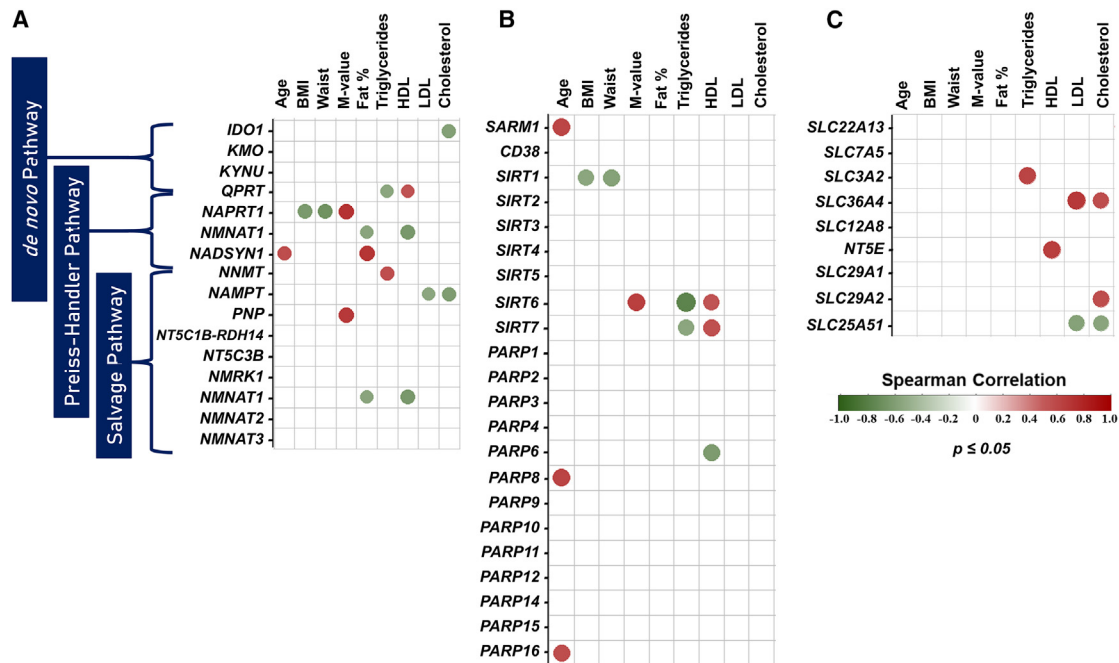 A
Age
BMI
Waist
M-value
Fat %
Triglycerides
HDL
LDL
Cholesterol
de novo Pathway
Preiss-Handler Pathway
Salvage Pathway
IDO1
KMO
KYNU
QPRT
NAPRT1
NMNAT1
NADSYN1
NNMT
NAMPT
PNP
NT5C1B-RDH14
NT5C3B
NMRK1
NMNAT1
NMNAT2
NMNAT3
B
Age
BMI
Waist
M-value
Fat %
Triglycerides
HDL
LDL
Cholesterol
SARM1
CD38
SIRT1
SIRT2
SIRT3
SIRT4
SIRT5
SIRT6
SIRT7
PARP1
PARP2
PARP3
PARP4
PARP6
PARP8
PARP9
PARP10
PARP11
PARP12
PARP14
PARP15
PARP16
C
Age
BMI
Waist
M-value
Fat %
Triglycerides
HDL
LDL
Cholesterol
SLC22A13
SLC7A5
SLC3A2
SLC36A4
SLC12A8
NT5E
SLC29A1
SLC29A2
SLC25A51
Spearman Correlation
-1.0 -0.8 -0.6 -0.4 -0.2 0 0.2 0.4 0.6 0.8 1.0
p ≤ 0.05